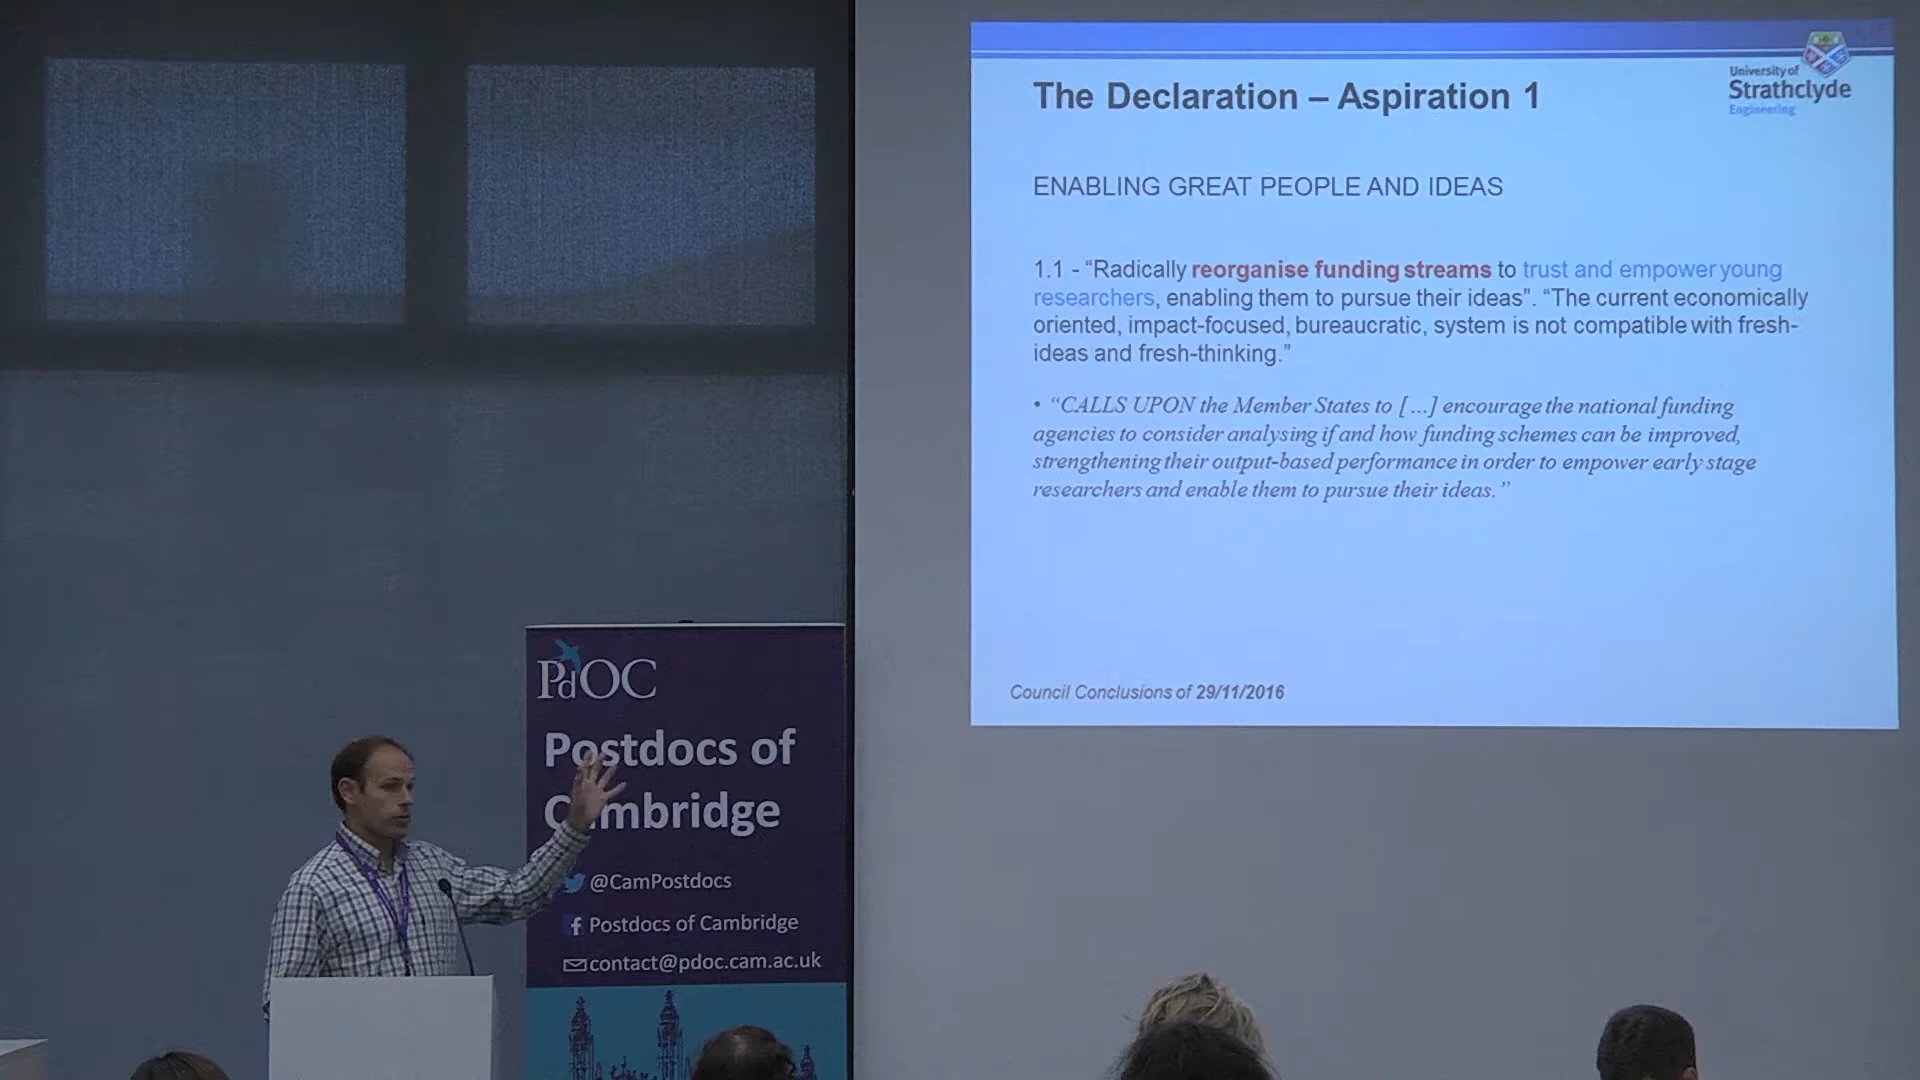 The Declaration – Aspiration 1
University of
Strathclyde
Engineering
ENABLING GREAT PEOPLE AND IDEAS
1.1 - “Radically reorganise funding streams to trust and empower young
researchers, enabling them to pursue their ideas”. “The current economically
oriented, impact-focused, bureaucratic, system is not compatible with fresh-
ideas and fresh-thinking.”
• “CALLS UPON the Member States to [...] encourage the national funding
agencies to consider analysing if and how funding schemes can be improved,
strengthening their output-based performance in order to empower early stage
researchers and enable them to pursue their ideas.”
Council Conclusions of 29/11/2016
PdOC
Postdocs of
Cambridge
@CamPostdocs
Postdocs of Cambridge
contact@pdoc.cam.ac.uk